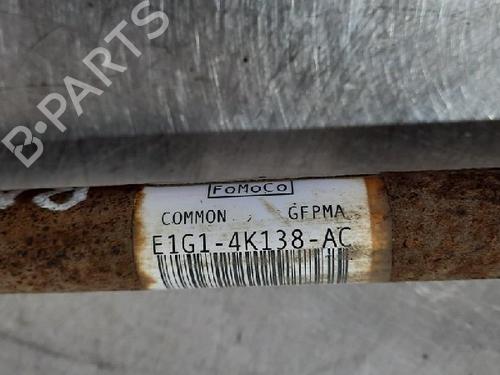 B-PARTS
FoMoCo
COMMON GFPMA
E1G1-4K138-AC